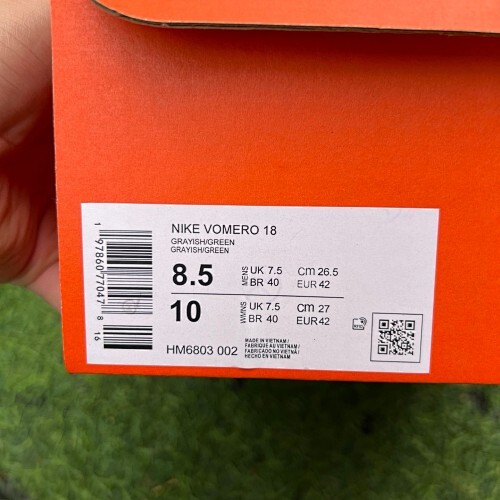 NIKE VOMERO 18
GRAYISH/GREEN
GRAYISH/GREEN
8.5 MENS UK 7.5 CM 26.5
BR 40 EUR 42
10 WMNS UK 7.5 CM 27
BR 40 EUR 42
HM6803 002
MADE IN VIETNAM /
FABRIQUE AU VIETNAM /
FABRICADO NO VIETNÃ /
HECHO EN VIETNAM
1 97860 77047 8
16